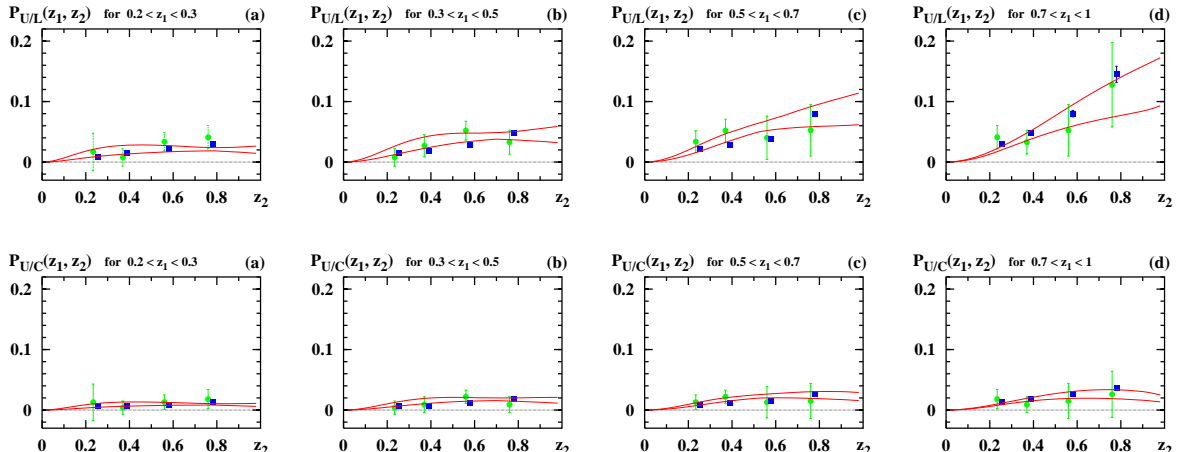 P_U/L(z_1, z_2) for 0.2 < z_1 < 0.3 (a)
0.2
0.1
0
0 0.2 0.4 0.6 0.8 z_2
P_U/L(z_1, z_2) for 0.3 < z_1 < 0.5 (b)
0.2
0.1
0
0 0.2 0.4 0.6 0.8 z_2
P_U/L(z_1, z_2) for 0.5 < z_1 < 0.7 (c)
0.2
0.1
0
0 0.2 0.4 0.6 0.8 z_2
P_U/L(z_1, z_2) for 0.7 < z_1 < 1 (d)
0.2
0.1
0
0 0.2 0.4 0.6 0.8 z_2
P_U/C(z_1, z_2) for 0.2 < z_1 < 0.3 (a)
0.2
0.1
0
0 0.2 0.4 0.6 0.8 z_2
P_U/C(z_1, z_2) for 0.3 < z_1 < 0.5 (b)
0.2
0.1
0
0 0.2 0.4 0.6 0.8 z_2
P_U/C(z_1, z_2) for 0.5 < z_1 < 0.7 (c)
0.2
0.1
0
0 0.2 0.4 0.6 0.8 z_2
P_U/C(z_1, z_2) for 0.7 < z_1 < 1 (d)
0.2
0.1
0
0 0.2 0.4 0.6 0.8 z_2